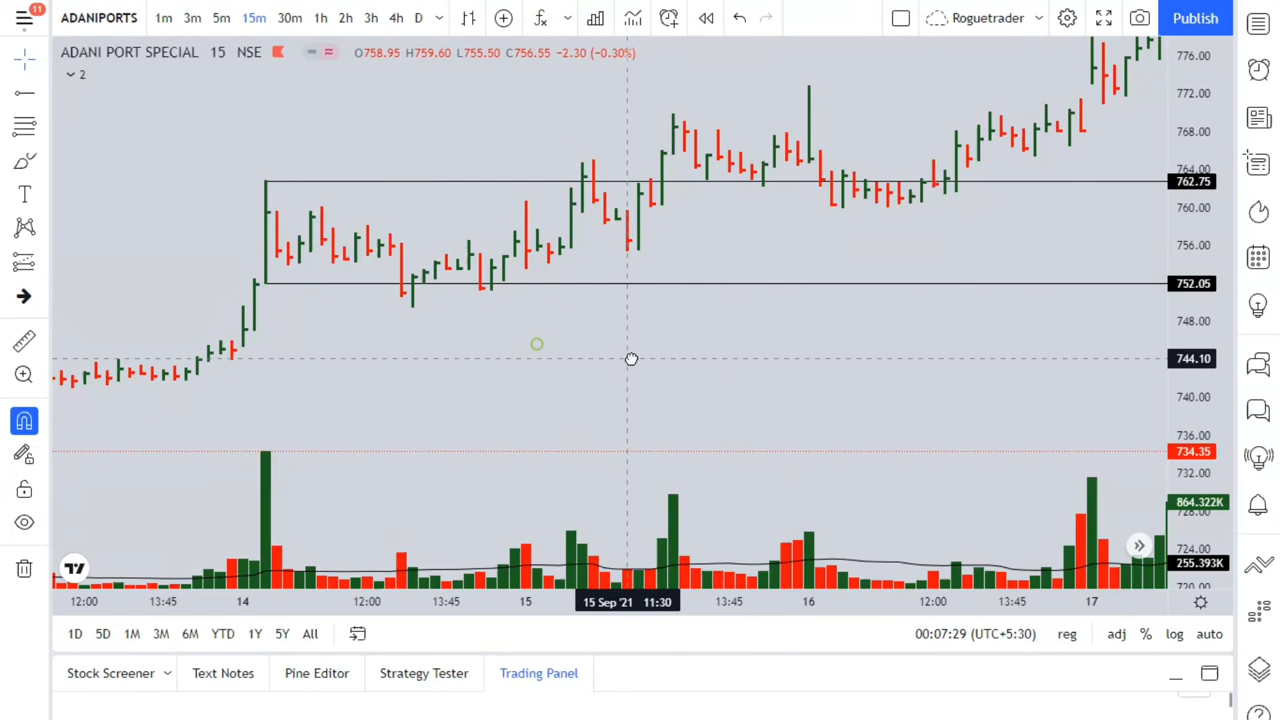 11
ADANIPORTS 1m 3m 5m 15m 30m 1h 2h 3h 4h D Roguetrader Publish
ADANI PORT SPECIAL 15 NSE O758.95 H759.60 L755.50 C756.55 -2.30 (-0.30%)
2
776.00
772.00
768.00
764.00
762.75
760.00
756.00
752.05
748.00
744.10
740.00
736.00
734.35
732.00
864.322K
728.00
724.00
255.393K
720.00
12:00 13:45 14 12:00 13:45 15 15 Sep '21 11:30 13:45 16 12:00 13:45 17
1D 5D 1M 3M 6M YTD 1Y 5Y All 00:07:29 (UTC+5:30) reg adj % log auto
Stock Screener Text Notes Pine Editor Strategy Tester Trading Panel